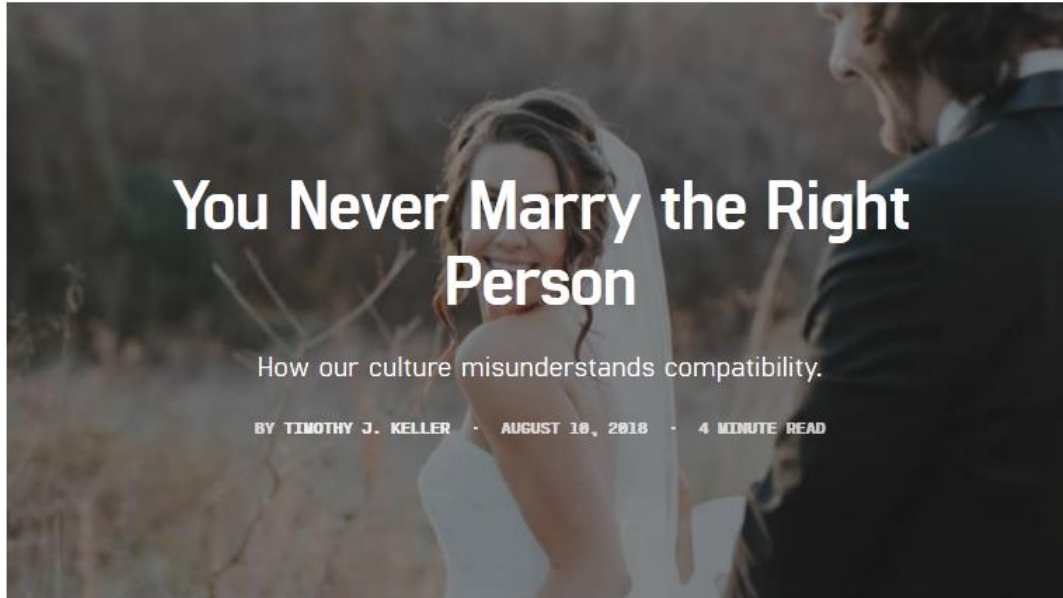 You Never Marry the Right
Person
How our culture misunderstands compatibility.
BY TIMOTHY J. KELLER · AUGUST 10, 2018 · 4 MINUTE READ